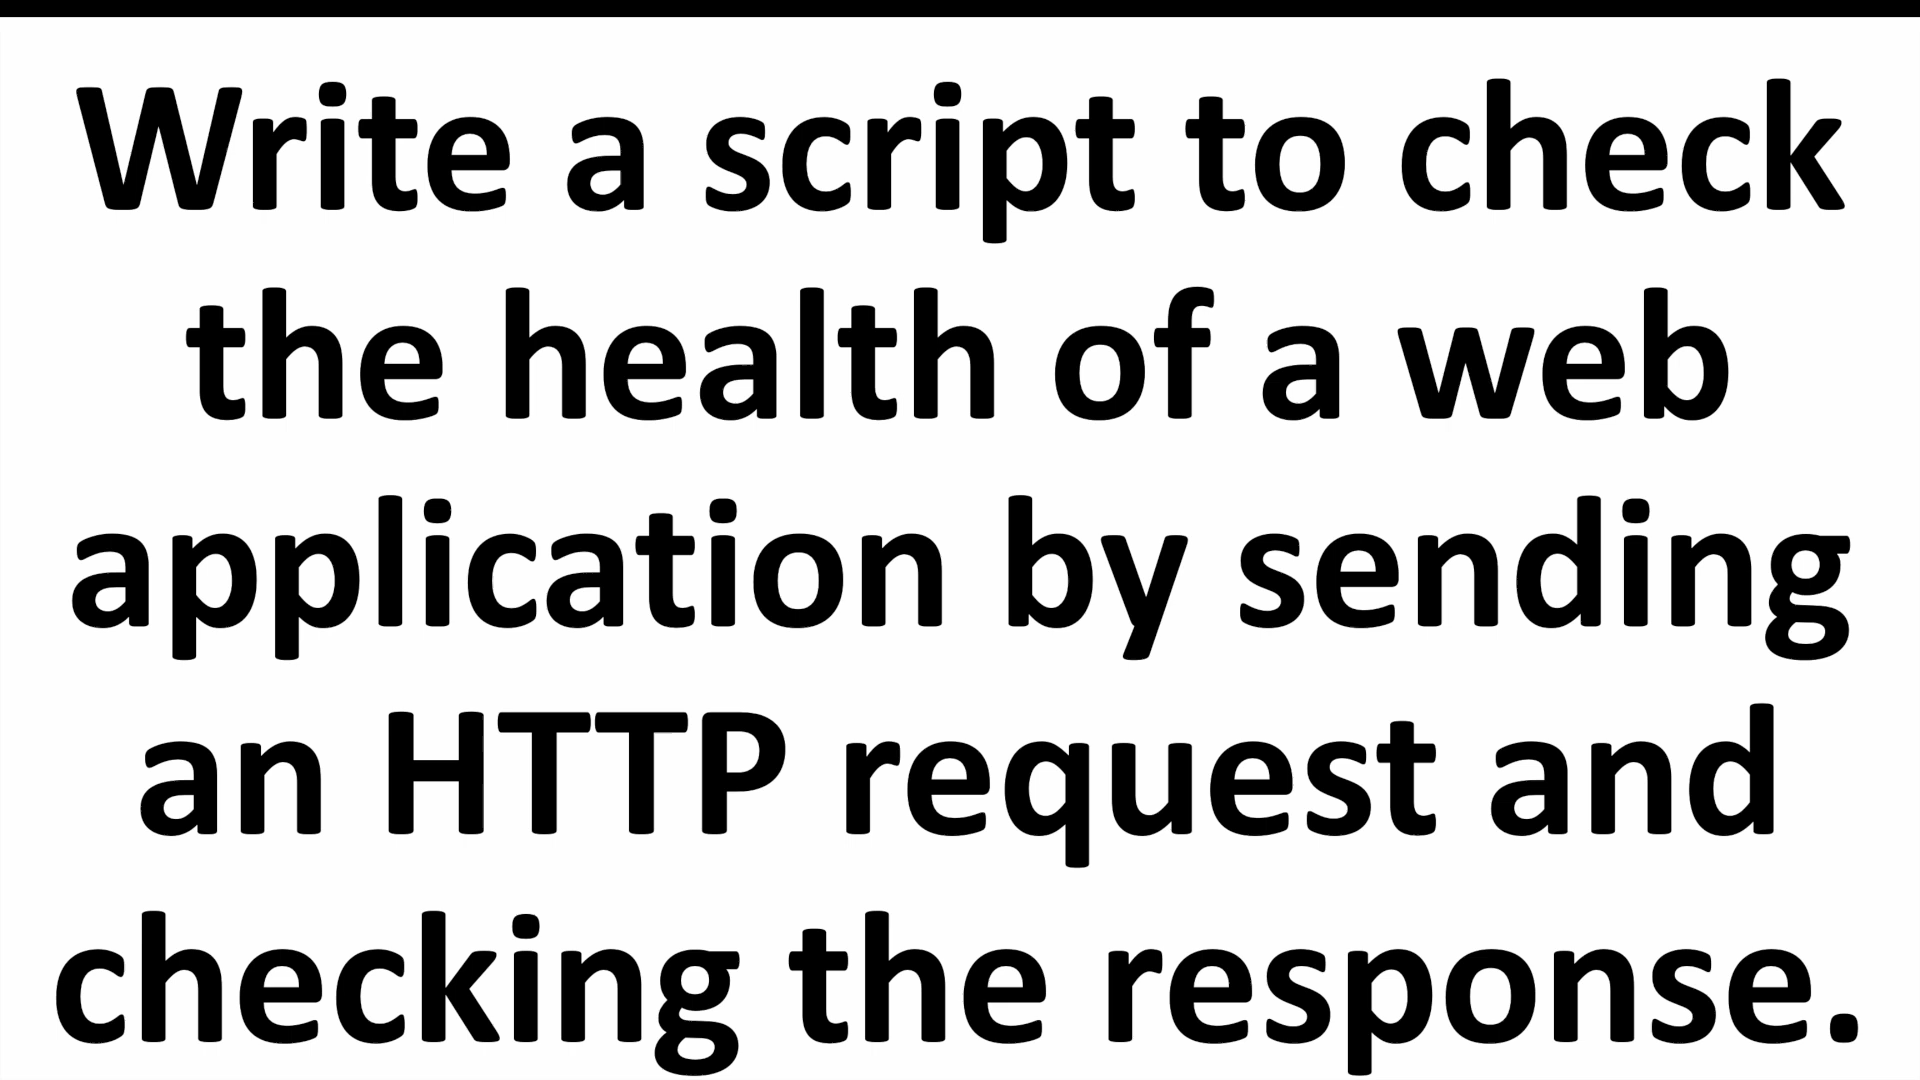 Write a script to check
the health of a web
application by sending
an HTTP request and
checking the response.